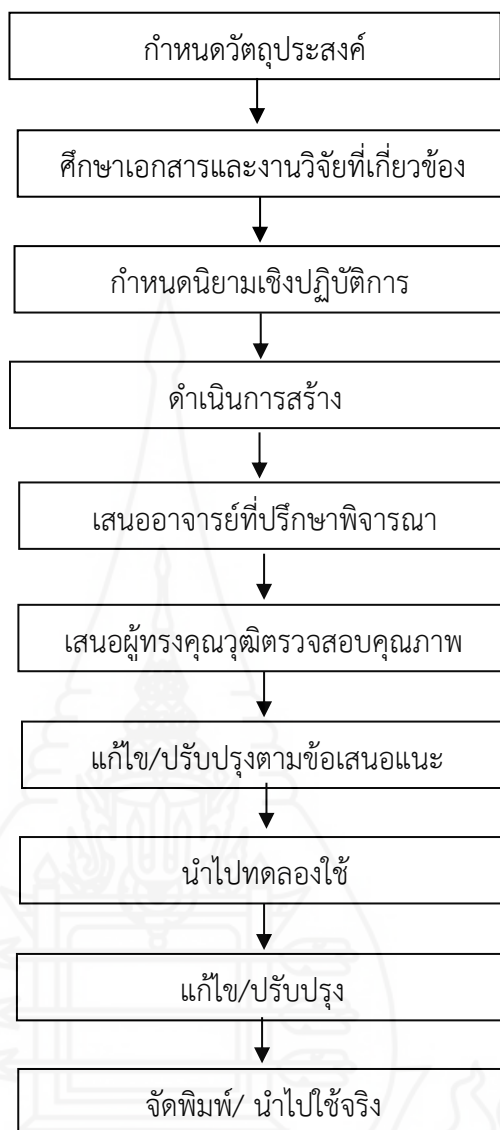 กำหนดวัตถุประสงค์
ศึกษาเอกสารและงานวิจัยที่เกี่ยวข้อง
กำหนดนิยามเชิงปฏิบัติการ
ดำเนินการสร้าง
เสนออาจารย์ที่ปรึกษาพิจารณา
เสนอผู้ทรงคุณวุฒิตรวจสอบคุณภาพ
แก้ไข/ปรับปรุงตามข้อเสนอแนะ
นำไปทดลองใช้
แก้ไข/ปรับปรุง
จัดพิมพ์/ นำไปใช้จริง